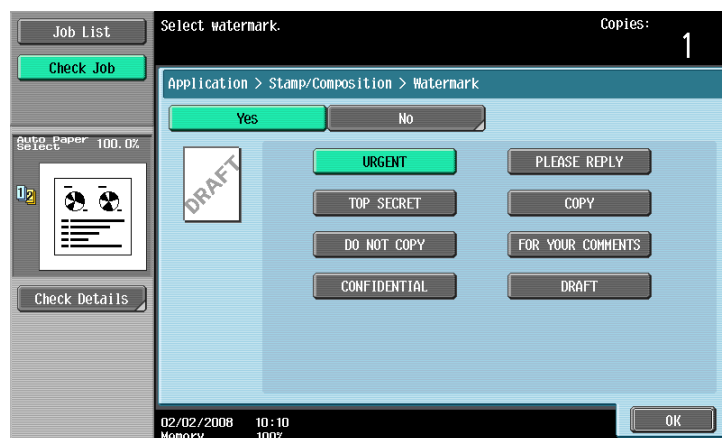 Job List
Select watermark.
Copies:
1
Check Job
Application > Stamp/Composition > Watermark
Yes
No
Auto Paper
Select
100.0%
DRAFT
URGENT
PLEASE REPLY
1 2
TOP SECRET
COPY
DO NOT COPY
FOR YOUR COMMENTS
Check Details
CONFIDENTIAL
DRAFT
02/02/2008 10:10
Memory 100%
OK